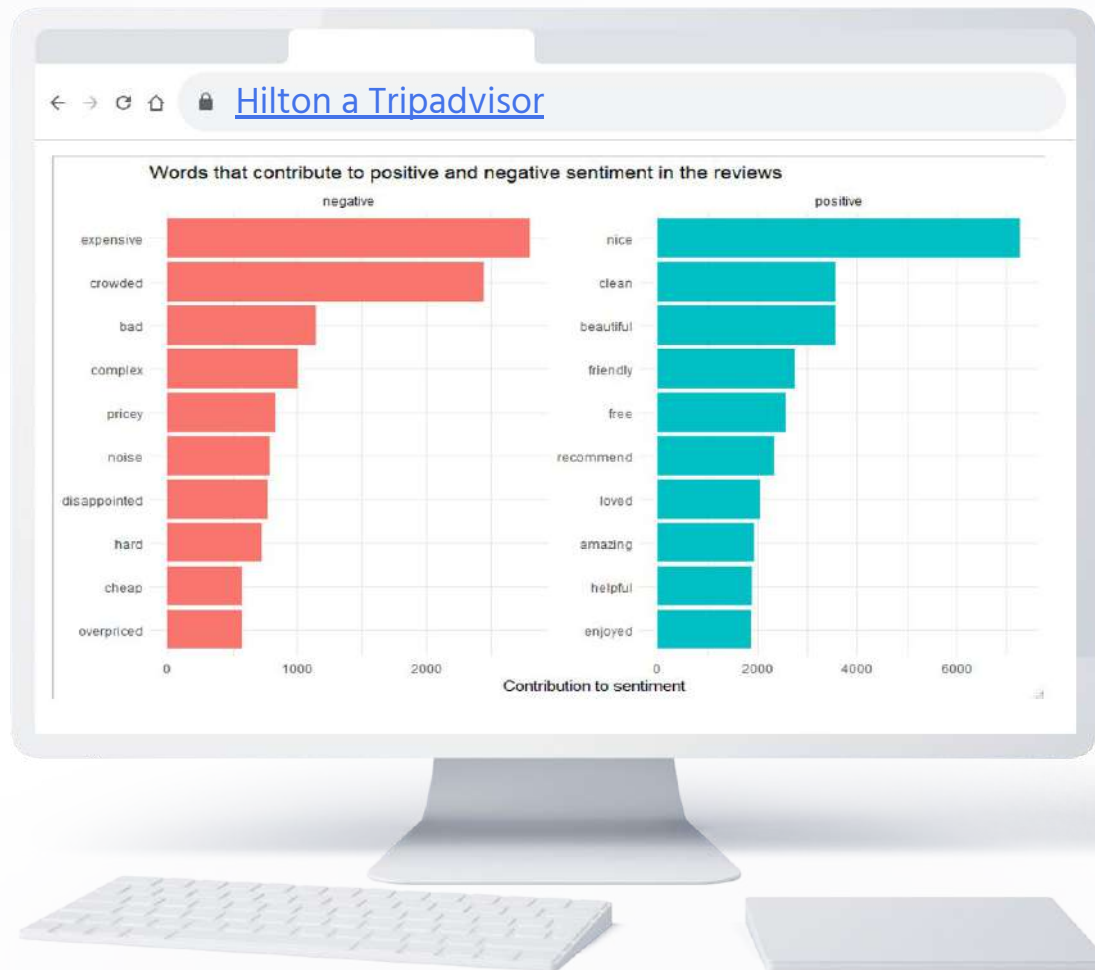 Hilton a Tripadvisor
Words that contribute to positive and negative sentiment in the reviews
negative
expensive
crowded
bad
complex
pricey
noise
disappointed
hard
cheap
overpriced
0 1000 2000
positive
nice
clean
beautiful
friendly
free
recommend
loved
amazing
helpful
enjoyed
0 2000 4000 6000
Contribution to sentiment